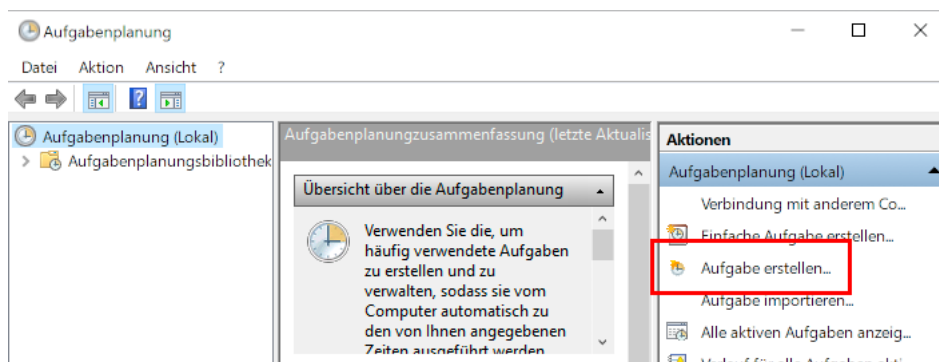 Aufgabenplanung
Datei Aktion Ansicht ?
Aufgabenplanung (Lokal)
Aufgabenplanungsbibliothek
Aufgabenplanungzusammenfassung (letzte Aktualis
Übersicht über die Aufgabenplanung
Verwenden Sie die, um
häufig verwendete Aufgaben
zu erstellen und zu
verwalten, sodass sie vom
Computer automatisch zu
den von Ihnen angegebenen
Zeiten ausgeführt werden
Aktionen
Aufgabenplanung (Lokal)
Verbindung mit anderem Co...
Einfache Aufgabe erstellen...
Aufgabe erstellen...
Aufgabe importieren...
Alle aktiven Aufgaben anzeig...